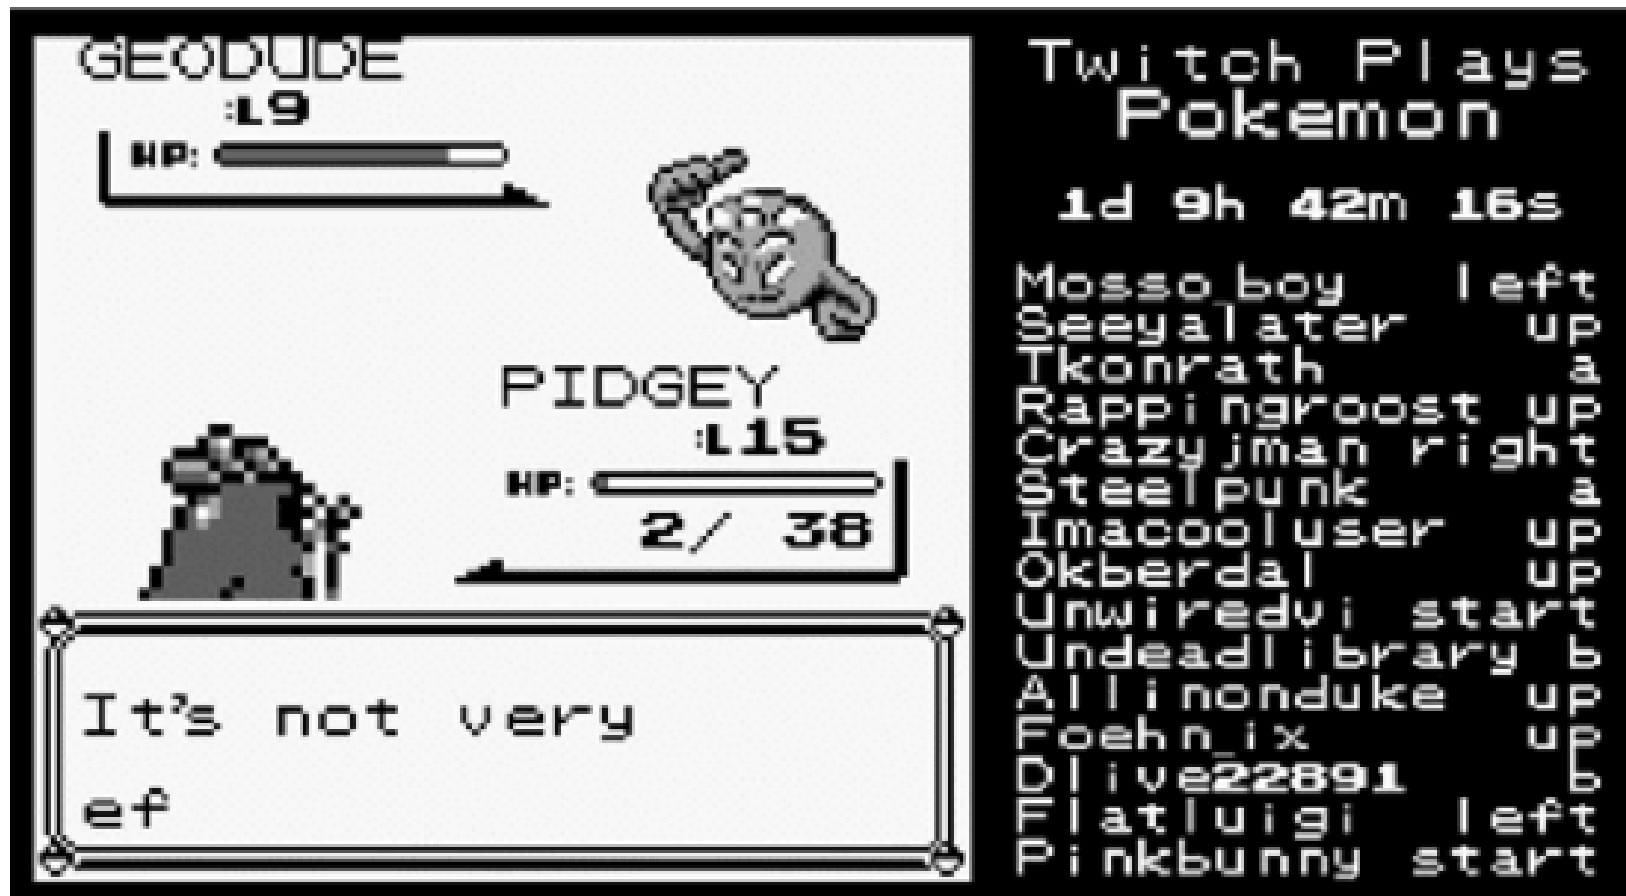 GEODUDE
:L9
HP:
PIDGEY
:L15
HP:
2/ 38
It's not very
ef
Twitch Plays
Pokemon
1d 9h 42m 16s
Mosso_boy left
Seeyalater up
Tkonrath a
Rappingroost up
Crazyjman right
Steelpunk a
Imacooluser up
Okberdal up
Unwiredvi start
Undeadlibrary b
Allinonduke up
Foehn_ix up
Dlive22891 b
Flatluigi left
Pinkbunny start